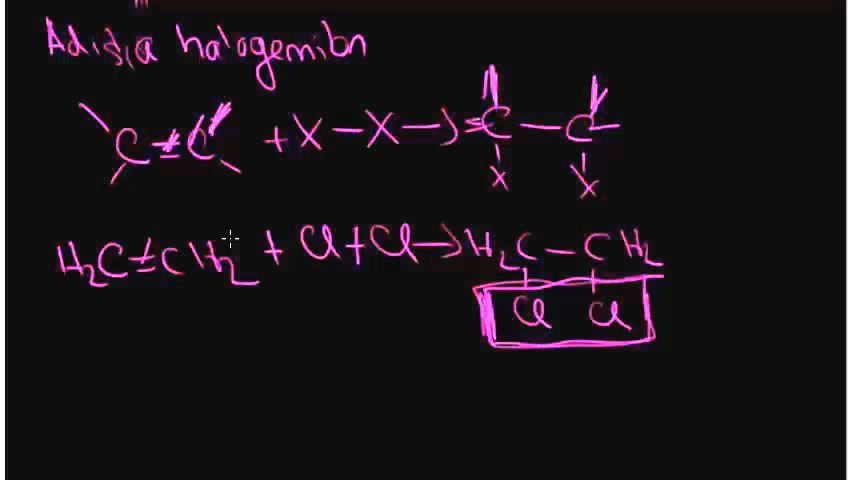 Adiția halogenilor
C = C + X — X → C — C
X X
H₂C = CH₂ + Cl + Cl → H₂C — CH₂
Cl Cl